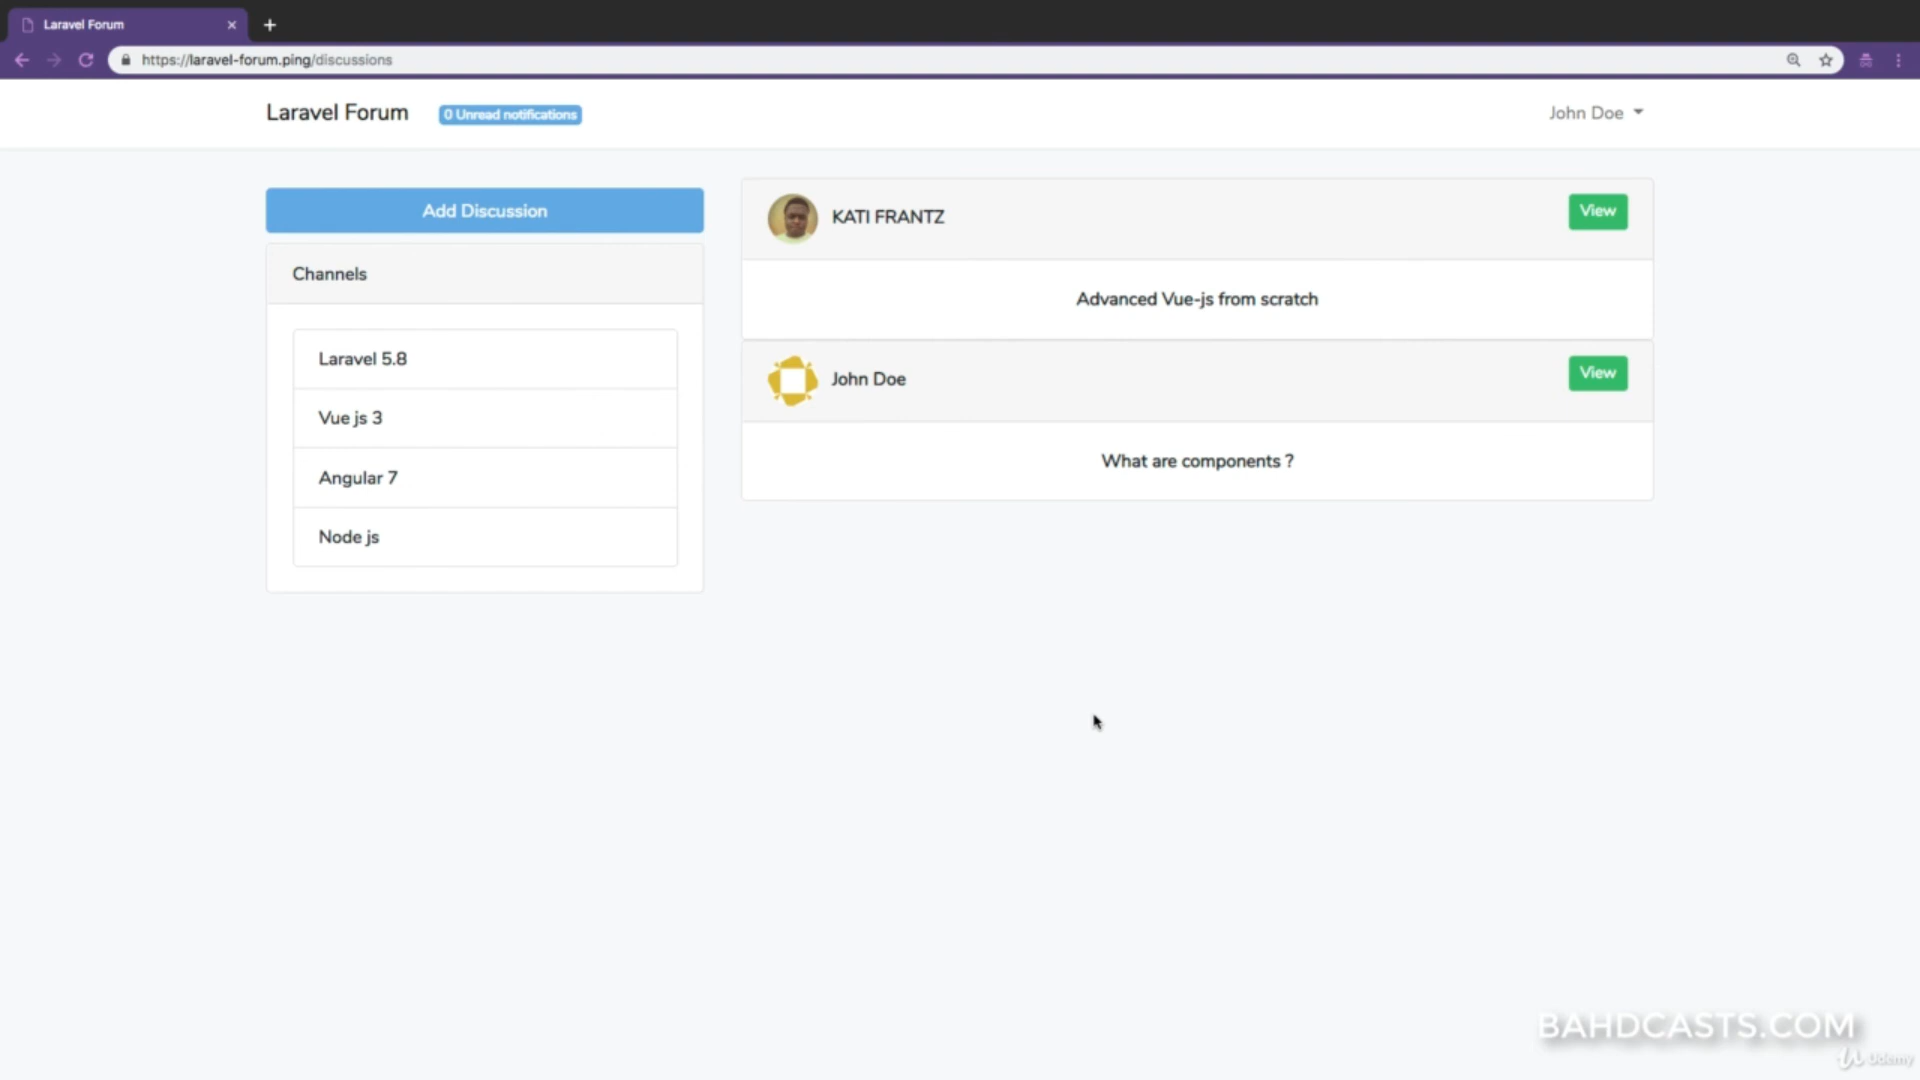 Laravel Forum
https://laravel-forum.ping/discussions
Laravel Forum
0 Unread notifications
John Doe
Add Discussion
Channels
Laravel 5.8
Vue js 3
Angular 7
Node js
KATI FRANTZ
View
Advanced Vue-js from scratch
John Doe
View
What are components ?
BAHDCASTS.COM
Udemy